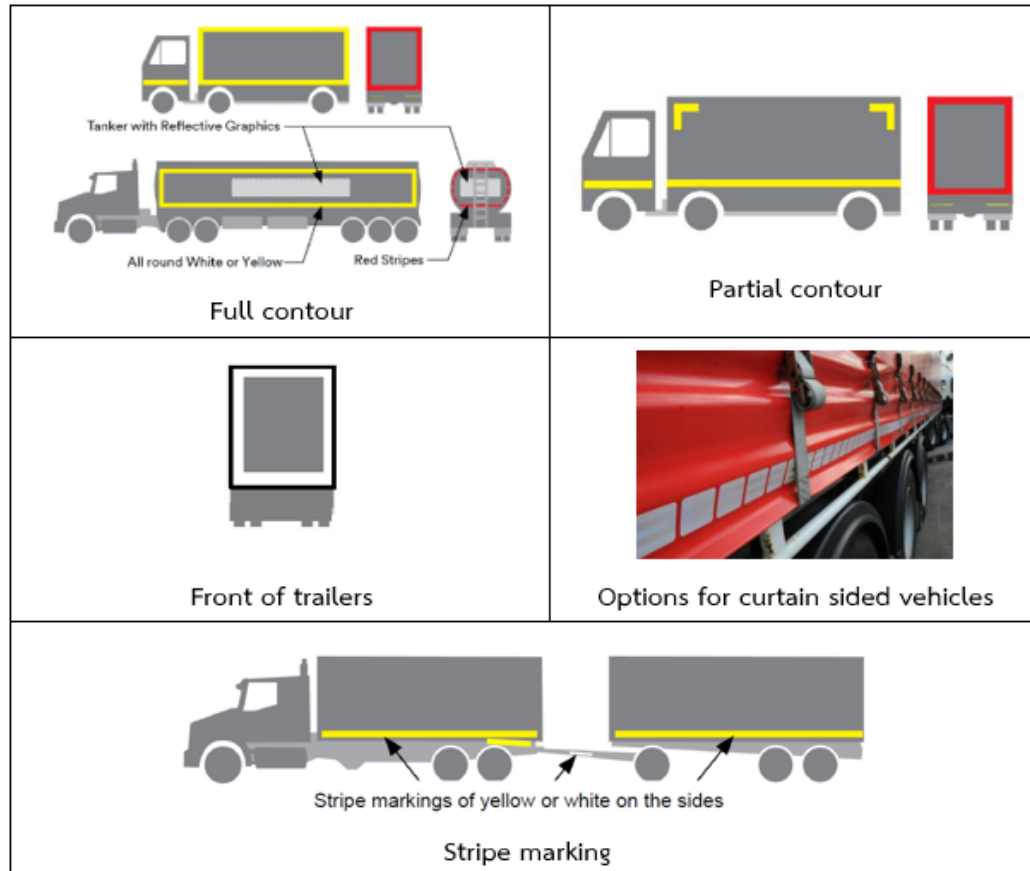 Tanker with Reflective Graphics
All round White or Yellow
Red Stripes
Full contour
Partial contour
Front of trailers
Options for curtain sided vehicles
Stripe markings of yellow or white on the sides
Stripe marking